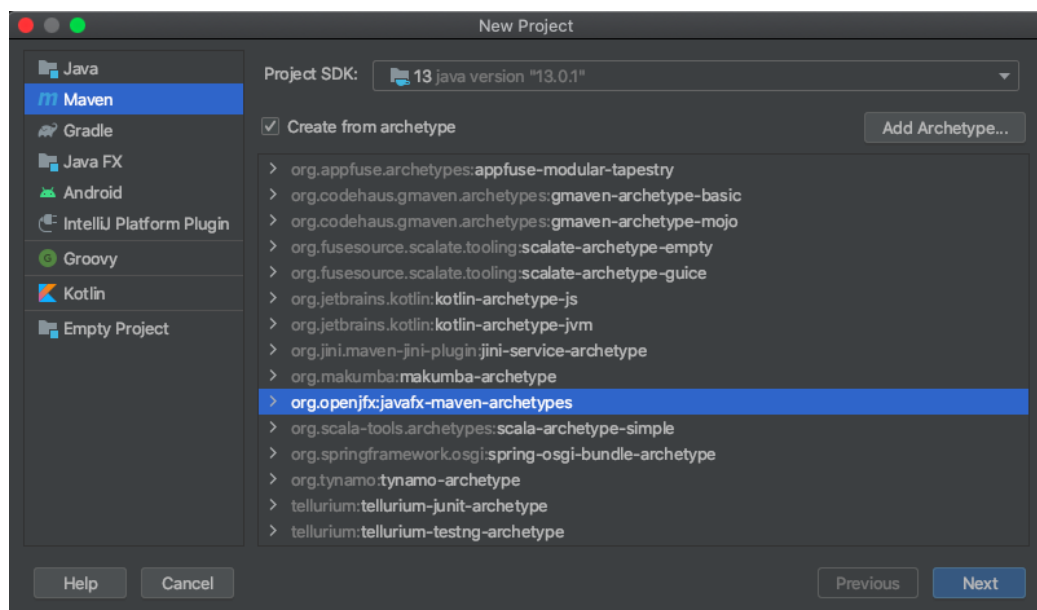 New Project
Java
Maven
Gradle
Java FX
Android
IntelliJ Platform Plugin
Groovy
Kotlin
Empty Project
Project SDK: 13 java version "13.0.1"
Create from archetype
Add Archetype...
org.appfuse.archetypes:appfuse-modular-tapestry
org.codehaus.gmaven.archetypes:gmaven-archetype-basic
org.codehaus.gmaven.archetypes:gmaven-archetype-mojo
org.fusesource.scalate.tooling:scalate-archetype-empty
org.fusesource.scalate.tooling:scalate-archetype-guice
org.jetbrains.kotlin:kotlin-archetype-js
org.jetbrains.kotlin:kotlin-archetype-jvm
org.jini.maven-jini-plugin:jini-service-archetype
org.makumba:makumba-archetype
org.openjfx:javafx-maven-archetypes
org.scala-tools.archetypes:scala-archetype-simple
org.springframework.osgi:spring-osgi-bundle-archetype
org.tynamo:tynamo-archetype
tellurium:tellurium-junit-archetype
tellurium:tellurium-testng-archetype
Help
Cancel
Previous
Next